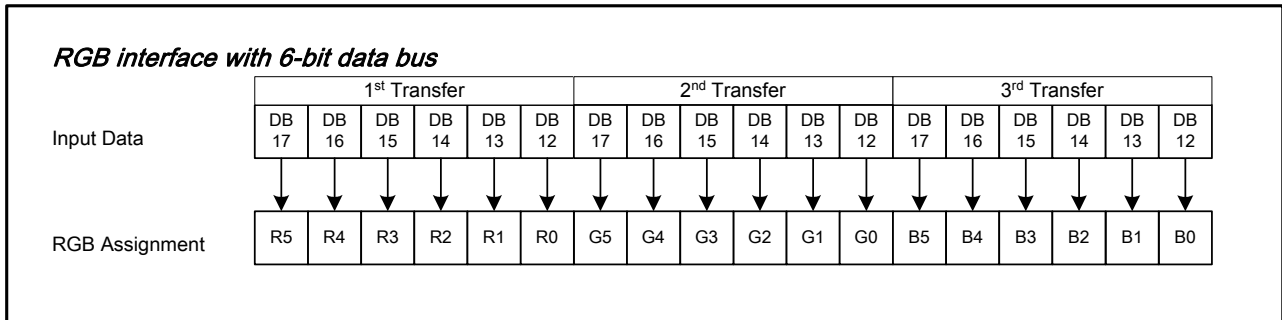 RGB interface with 6-bit data bus
1st Transfer 2nd Transfer 3rd Transfer
Input Data
DB 17 DB 16 DB 15 DB 14 DB 13 DB 12 DB 17 DB 16 DB 15 DB 14 DB 13 DB 12 DB 17 DB 16 DB 15 DB 14 DB 13 DB 12
RGB Assignment
R5 R4 R3 R2 R1 R0 G5 G4 G3 G2 G1 G0 B5 B4 B3 B2 B1 B0